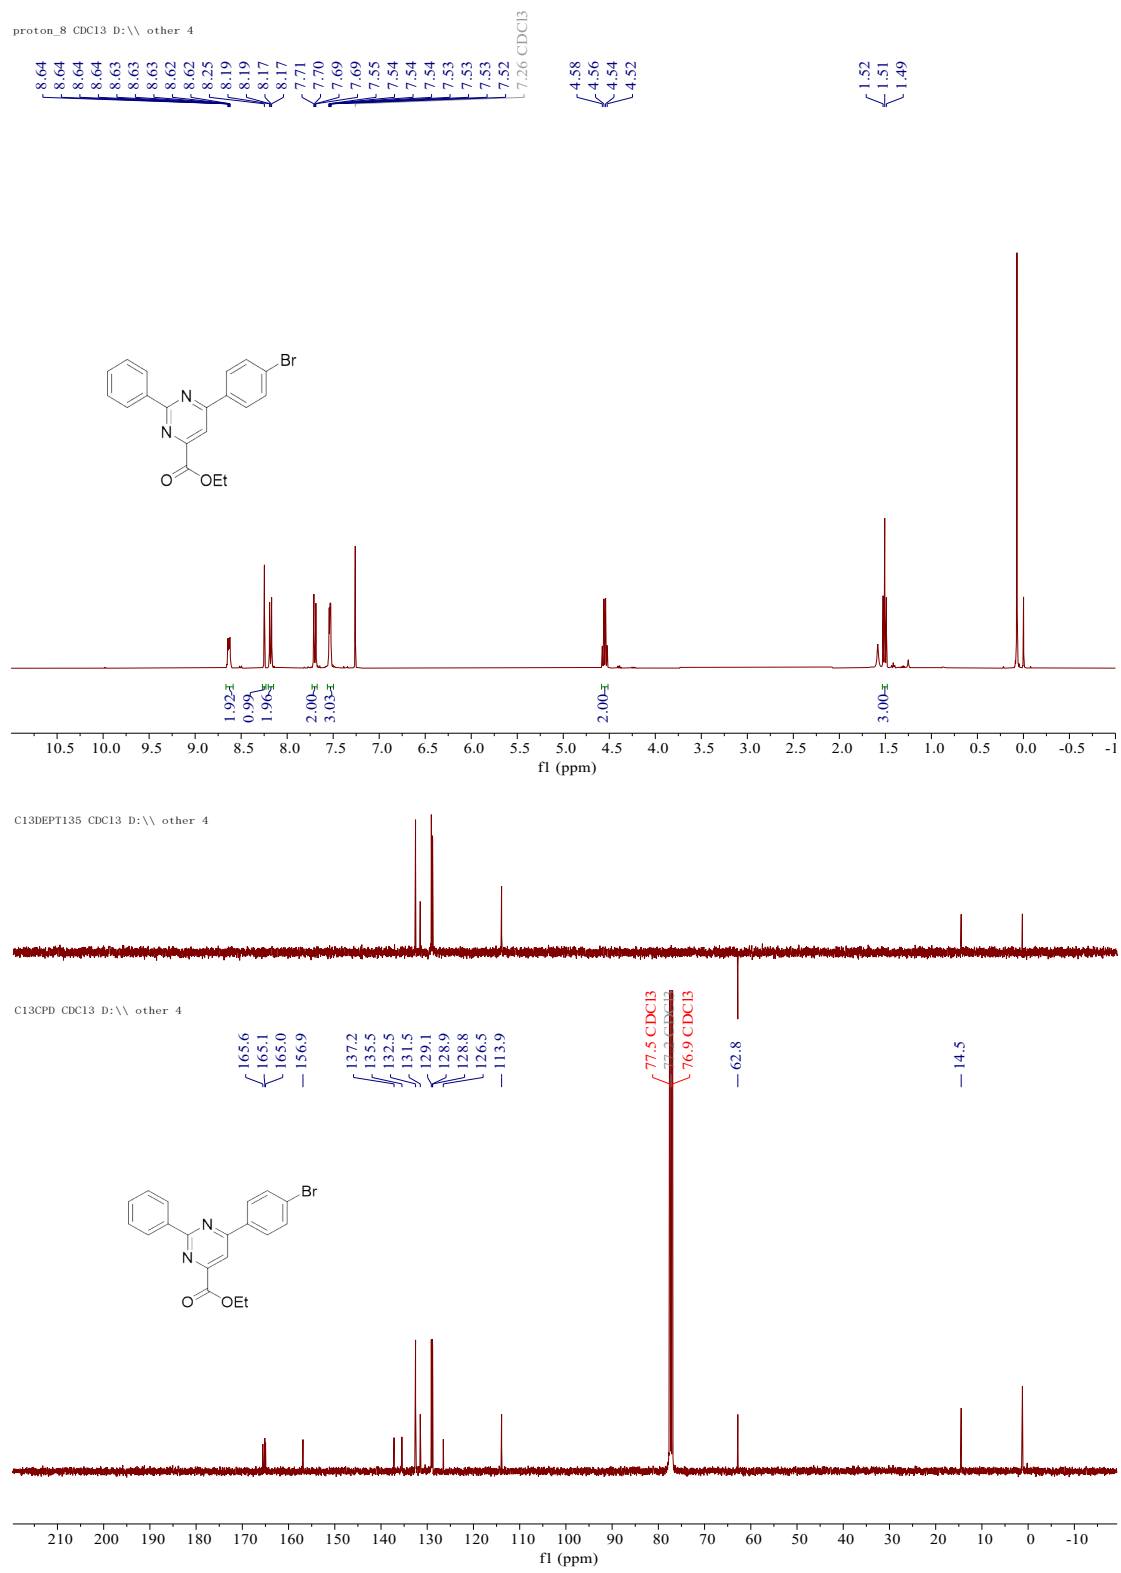 proton_8 CDCl3 D:\\ other 4
8.64 8.64 8.64 8.64 8.63 8.63 8.63 8.62 8.62 8.25 8.19 8.19 8.17 8.17 7.71 7.70 7.69 7.69 7.55 7.54 7.54 7.54 7.53 7.53 7.53 7.52 7.26 CDCl3 4.58 4.56 4.54 4.52 1.52 1.51 1.49
Br
N
N
O OEt
1.92 0.99 1.96 2.00 3.03 2.00 3.00
10.5 10.0 9.5 9.0 8.5 8.0 7.5 7.0 6.5 6.0 5.5 5.0 4.5 4.0 3.5 3.0 2.5 2.0 1.5 1.0 0.5 0.0 -0.5 -1
f1 (ppm)
C13DEPT135 CDCl3 D:\\ other 4
C13CPD CDCl3 D:\\ other 4
165.6 165.1 165.0 156.9 137.2 135.5 132.5 131.5 129.1 128.9 128.8 126.5 113.9 77.5 CDCl3 77.2 CDCl3 76.9 CDCl3 62.8 14.5
Br
N
N
O OEt
210 200 190 180 170 160 150 140 130 120 110 100 90 80 70 60 50 40 30 20 10 0 -10
f1 (ppm)